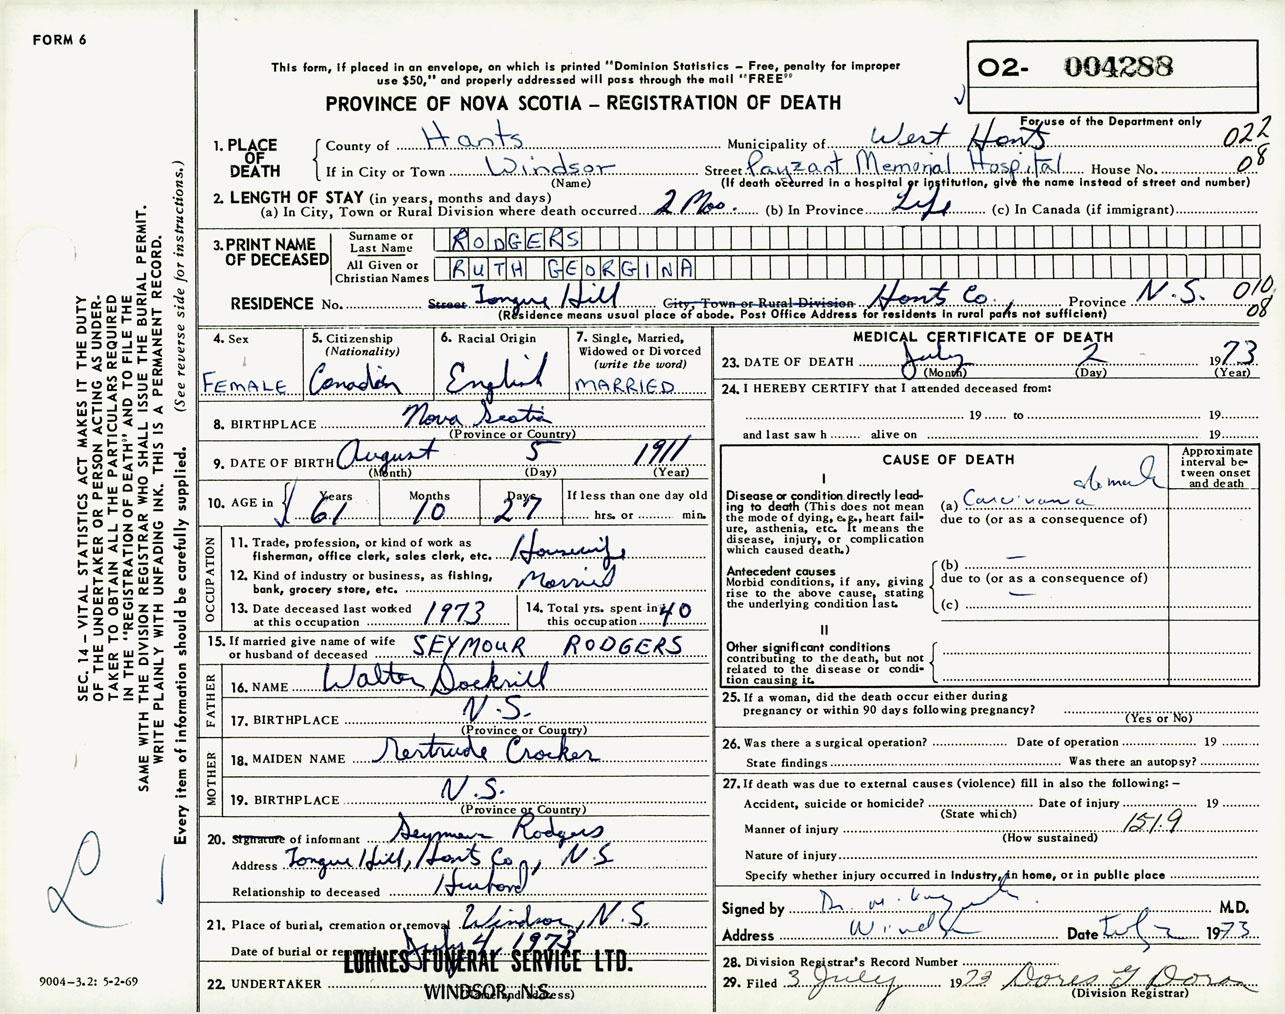 FORM 6
This form, if placed in an envelope, on which is printed "Dominion Statistics – Free, penalty for improper
use $50," and properly addressed will pass through the mail "FREE"
O2- 004288
PROVINCE OF NOVA SCOTIA – REGISTRATION OF DEATH
For use of the Department only
1. PLACE OF DEATH
County of Hants Municipality of West Hants 022
If in City or Town Windsor Street Payzant Memorial Hospital House No. 08
(Name) (If death occurred in a hospital or institution, give the name instead of street and number)
2. LENGTH OF STAY (in years, months and days)
(a) In City, Town or Rural Division where death occurred 2 Mos. (b) In Province Life (c) In Canada (if immigrant)
3. PRINT NAME OF DECEASED
Surname or Last Name RODGERS
All Given or Christian Names RUTH GEORGINA
RESIDENCE No. Street Tongue Hill City, Town or Rural Division Hants Co., Province N.S. 010
(Residence means usual place of abode. Post Office Address for residents in rural parts not sufficient) 08
4. Sex FEMALE
5. Citizenship (Nationality) Canadian
6. Racial Origin English
7. Single, Married, Widowed or Divorced (write the word) MARRIED
8. BIRTHPLACE Nova Scotia
(Province or Country)
9. DATE OF BIRTH August 5 1911
(Month) (Day) (Year)
10. AGE in Years 61 Months 10 Days 27 If less than one day old
hrs. or min.
OCCUPATION
11. Trade, profession, or kind of work as
fisherman, office clerk, sales clerk, etc. Housewife
12. Kind of industry or business, as fishing,
bank, grocery store, etc. Married
13. Date deceased last worked
at this occupation 1973
14. Total yrs. spent in
this occupation 40
15. If married give name of wife
or husband of deceased SEYMOUR RODGERS
FATHER
16. NAME Walter Dockrill
17. BIRTHPLACE N.S.
(Province or Country)
MOTHER
18. MAIDEN NAME Gertrude Crocker
19. BIRTHPLACE N.S.
(Province or Country)
20. Signature of informant Seymour Rodgers
Address Tongue Hill, Hants Co., N.S
Relationship to deceased Husband
21. Place of burial, cremation or removal Windsor, N.S.
Date of burial or removal July 4, 1973
LOHNES FUNERAL SERVICE LTD.
22. UNDERTAKER WINDSOR, N.S.
(Name and address)
MEDICAL CERTIFICATE OF DEATH
23. DATE OF DEATH July 2 1973
(Month) (Day) (Year)
24. I HEREBY CERTIFY that I attended deceased from:
19 to 19
and last saw h alive on 19
CAUSE OF DEATH
Approximate interval between onset and death
I
Disease or condition directly leading to death (This does not
mean the mode of dying, e.g., heart failure, asthenia, etc. It means the
disease, injury, or complication
which caused death.)
(a) Carcinoma stomach
due to (or as a consequence of)
Antecedent causes
Morbid conditions, if any, giving
rise to the above cause, stating
the underlying condition last.
(b) –
due to (or as a consequence of)
(c) –
II
Other significant conditions
contributing to the death, but not
related to the disease or condition causing it.
25. If a woman, did the death occur either during
pregnancy or within 90 days following pregnancy?
(Yes or No)
26. Was there a surgical operation? Date of operation 19
State findings Was there an autopsy?
27. If death was due to external causes (violence) fill in also the following: –
Accident, suicide or homicide? Date of injury 19
(State which)
Manner of injury 151.9
(How sustained)
Nature of injury
Specify whether injury occurred in industry, in home, or in public place
Signed by Dr. M. M.D.
Address Windsor Date July 2 1973
28. Division Registrar's Record Number
29. Filed 3 July 1973 Dores G Doran
(Division Registrar)
SEC. 14 – VITAL STATISTICS ACT MAKES IT THE DUTY
OF THE UNDERTAKER OR PERSON ACTING AS UNDERTAKER
TO OBTAIN ALL THE PARTICULARS REQUIRED
IN THE "REGISTRATION OF DEATH" AND TO FILE THE
SAME WITH THE DIVISION REGISTRAR WHO SHALL ISSUE THE BURIAL PERMIT.
WRITE PLAINLY WITH UNFADING INK. THIS IS A PERMANENT RECORD.
Every item of information should be carefully supplied. (See reverse side for instructions.)
9004–3.2: 5-2-69